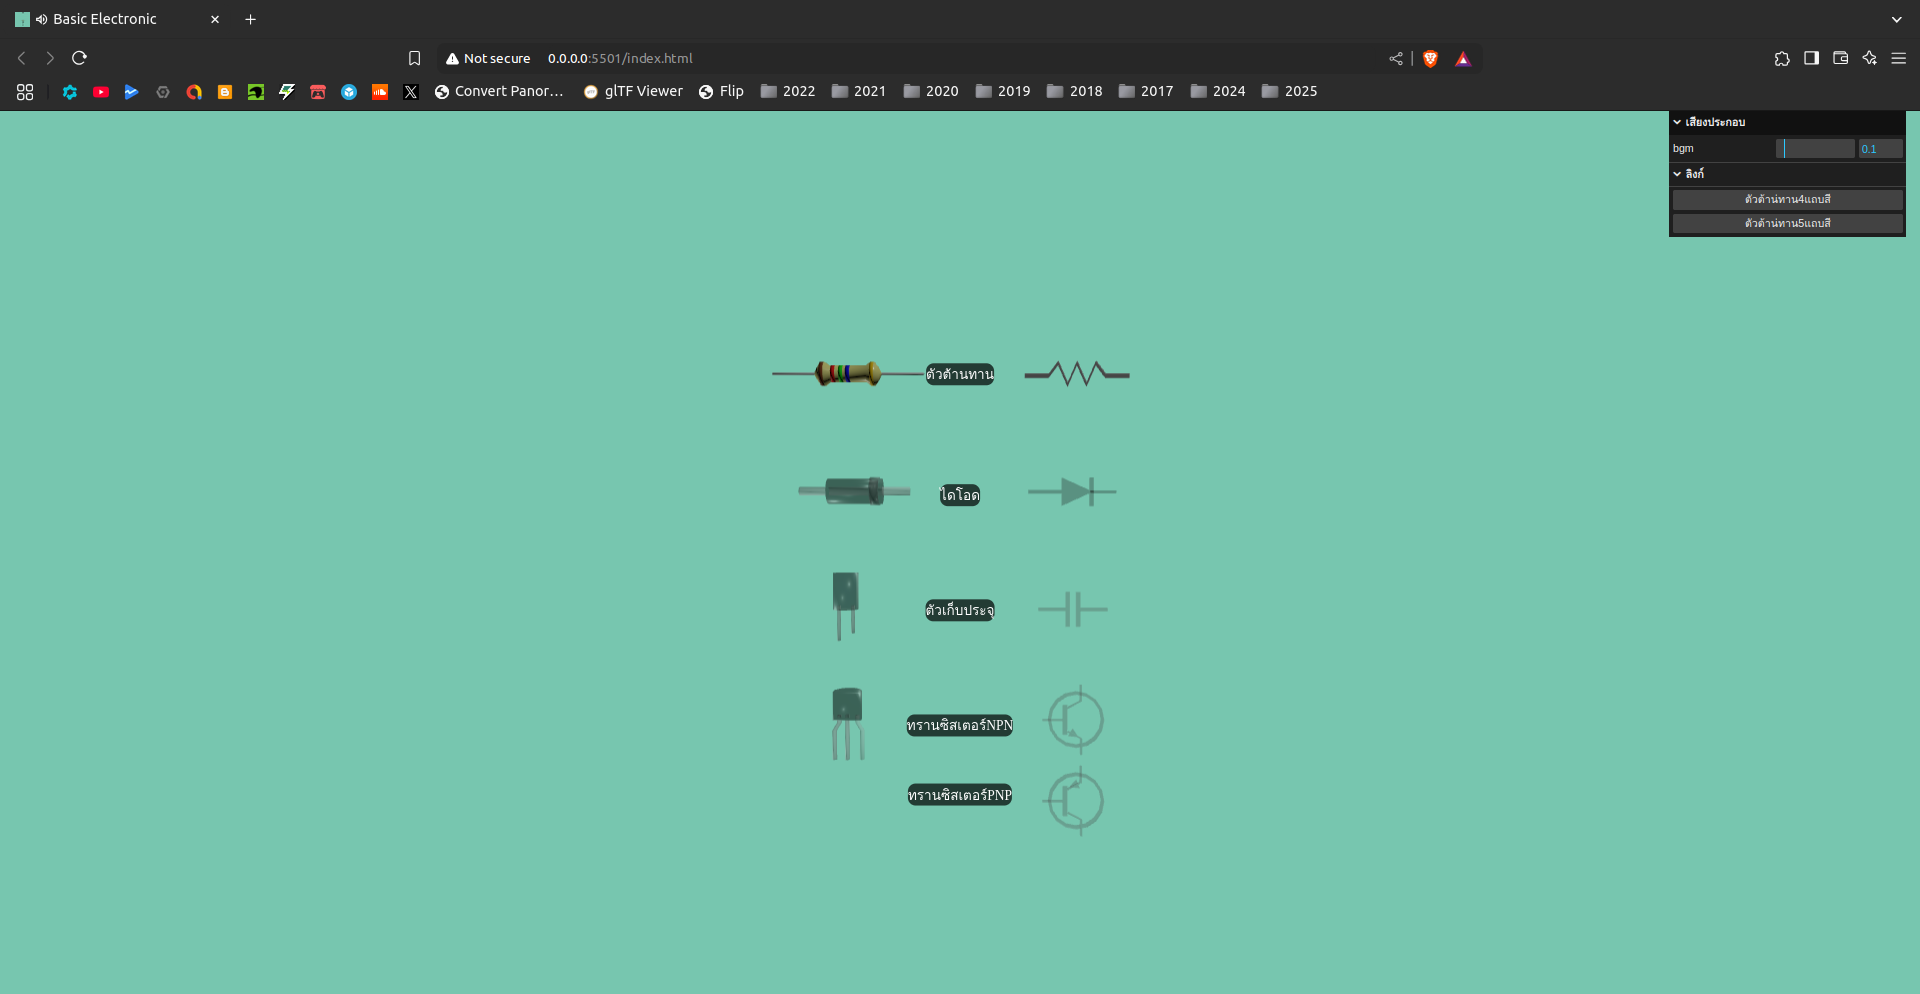 Basic Electronic
Not secure 0.0.0.0:5501/index.html
Convert Panor... glTF Viewer Flip 2022 2021 2020 2019 2018 2017 2024 2025
เสียงประกอบ
bgm 0.1
ลิงก์
ตัวต้าน่ทาน4แถบสี
ตัวต้าน่ทาน5แถบสี
ตัวต้านทาน
ไดโอด
ตัวเก็บประจุ
ทรานซิสเตอร์NPN
ทรานซิสเตอร์PNP